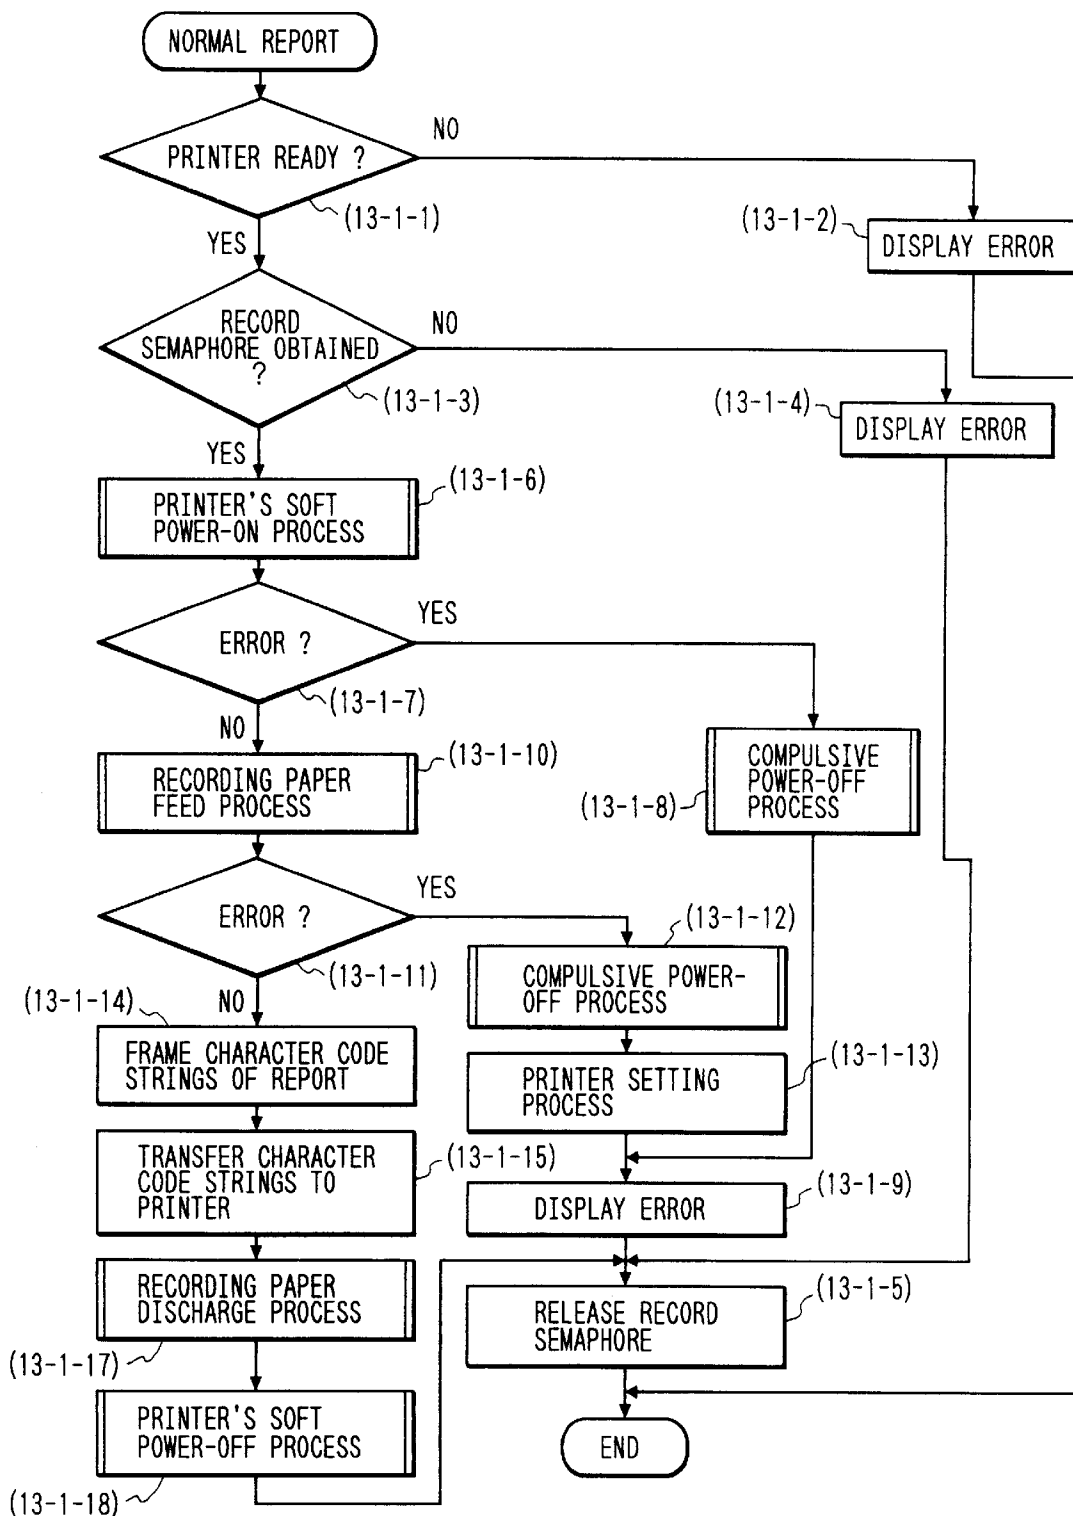 NORMAL REPORT
NO
PRINTER READY ?
(13-1-1)
(13-1-2)
DISPLAY ERROR
YES
RECORD
SEMAPHORE OBTAINED
?
NO
(13-1-3)
(13-1-4)
DISPLAY ERROR
YES
(13-1-6)
PRINTER'S SOFT
POWER-ON PROCESS
YES
ERROR ?
(13-1-7)
NO
(13-1-10)
RECORDING PAPER
FEED PROCESS
COMPULSIVE
POWER-OFF
PROCESS
(13-1-8)
YES
ERROR ?
(13-1-12)
(13-1-11)
COMPULSIVE POWER-
OFF PROCESS
NO
(13-1-14)
FRAME CHARACTER CODE
STRINGS OF REPORT
(13-1-13)
PRINTER SETTING
PROCESS
TRANSFER CHARACTER
CODE STRINGS TO
PRINTER
(13-1-15)
(13-1-9)
DISPLAY ERROR
RECORDING PAPER
DISCHARGE PROCESS
(13-1-17)
(13-1-5)
RELEASE RECORD
SEMAPHORE
PRINTER'S SOFT
POWER-OFF PROCESS
(13-1-18)
END